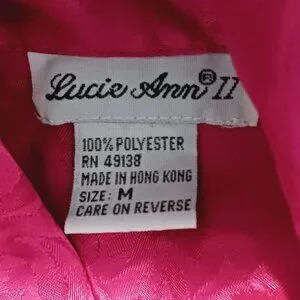 Lucie Ann® II
100% POLYESTER
RN 49138
MADE IN HONG KONG
SIZE: M
CARE ON REVERSE